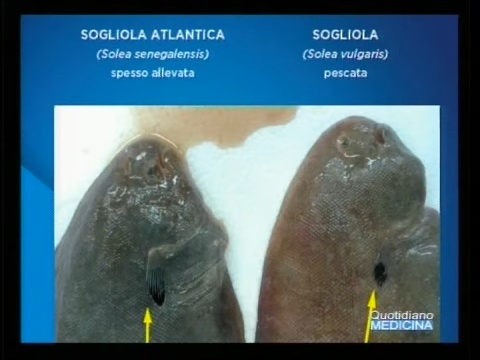 SOGLIOLA ATLANTICA
(Solea senegalensis)
spesso allevata
SOGLIOLA
(Solea vulgaris)
pescata
Quotidiano
MEDICINA